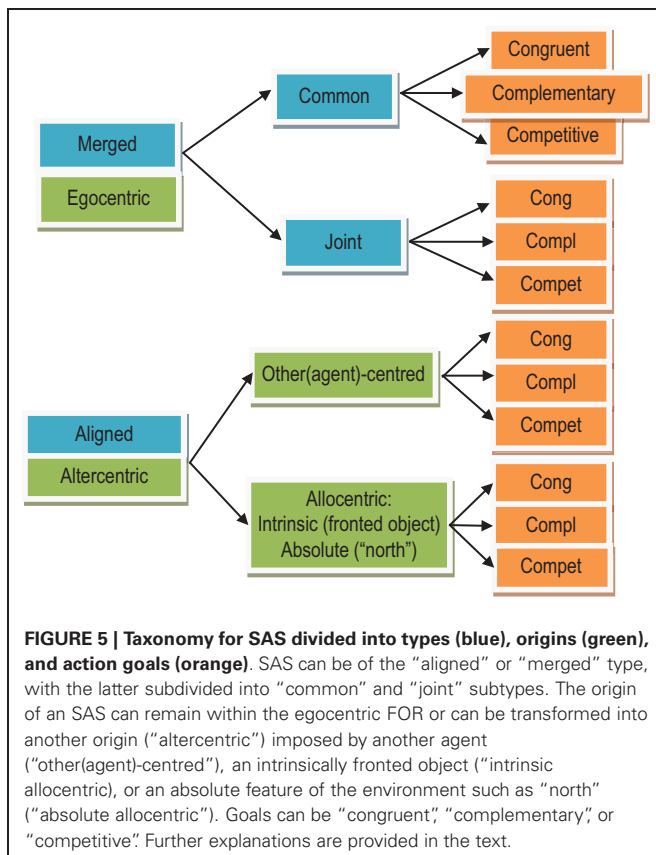 Congruent
Common
Complementary
Merged
Competitive
Egocentric
Cong
Joint
Compl
Compet
Cong
Other(agent)-centred
Compl
Aligned
Compet
Altercentric
Allocentric:
Intrinsic (fronted object)
Absolute (“north”)
Cong
Compl
Compet
FIGURE 5 | Taxonomy for SAS divided into types (blue), origins (green),
and action goals (orange). SAS can be of the “aligned” or “merged” type,
with the latter subdivided into “common” and “joint” subtypes. The origin
of an SAS can remain within the egocentric FOR or can be transformed into
another origin (“altercentric”) imposed by another agent
(“other(agent)-centred”), an intrinsically fronted object (“intrinsic
allocentric), or an absolute feature of the environment such as “north”
(“absolute allocentric”). Goals can be “congruent”, “complementary”, or
“competitive”. Further explanations are provided in the text.